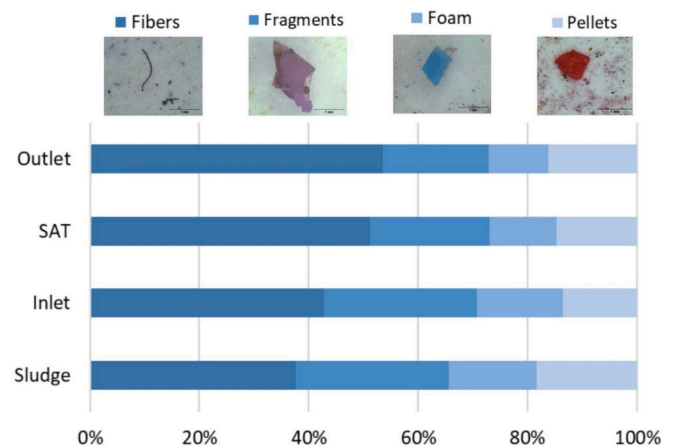 Fibers
Fragments
Foam
Pellets
Outlet
SAT
Inlet
Sludge
0%
20%
40%
60%
80%
100%